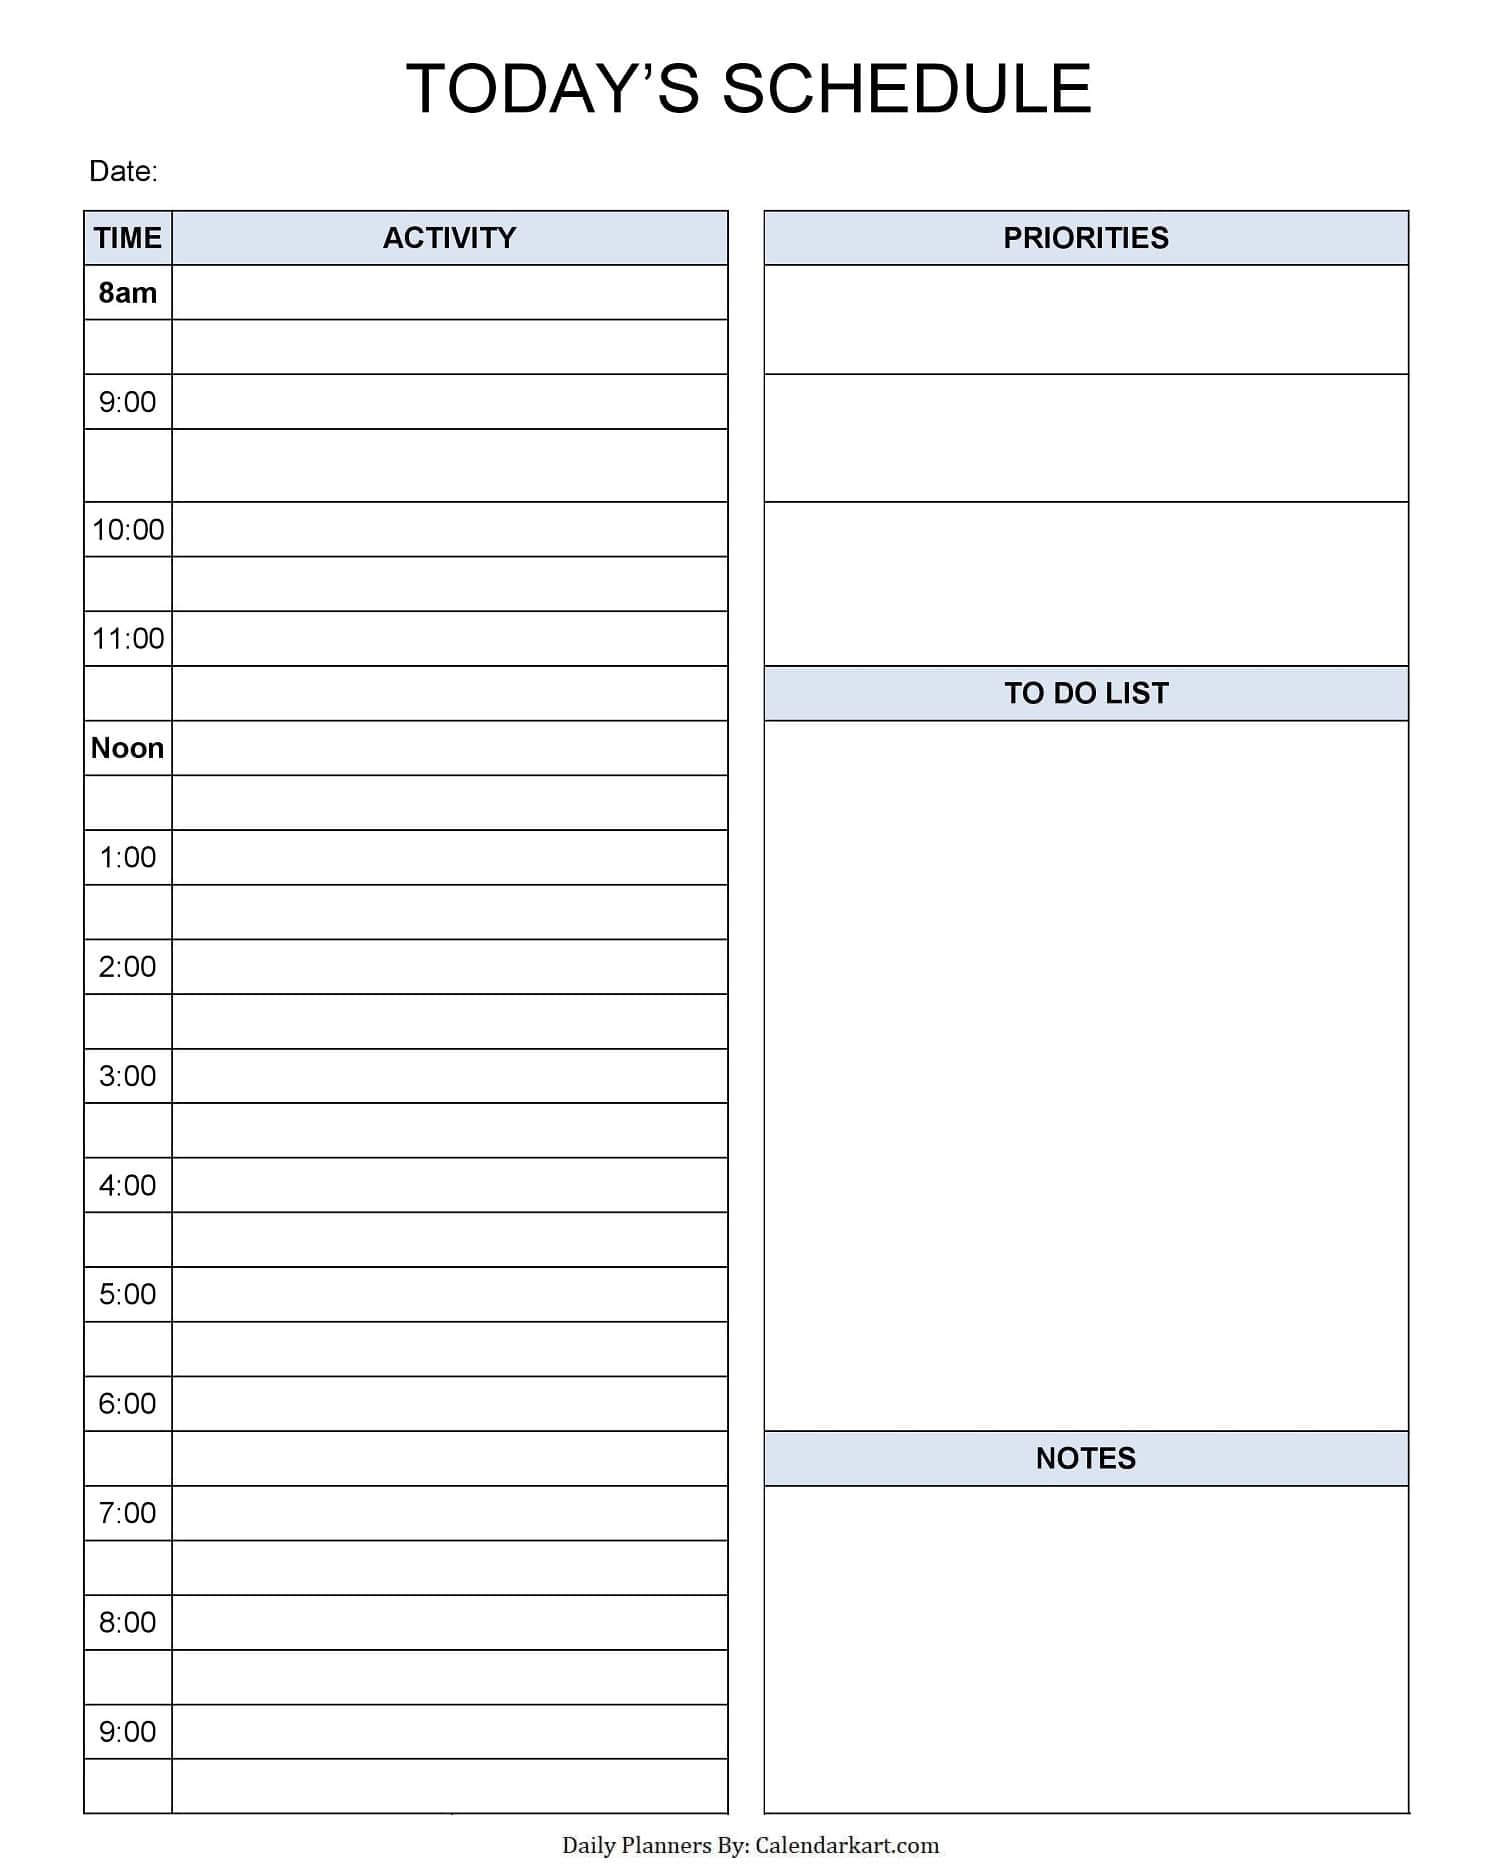 TODAY’S SCHEDULE
Date:
TIME ACTIVITY
8am
9:00
10:00
11:00
Noon
1:00
2:00
3:00
4:00
5:00
6:00
7:00
8:00
9:00
PRIORITIES
TO DO LIST
NOTES
Daily Planners By: Calendarkart.com